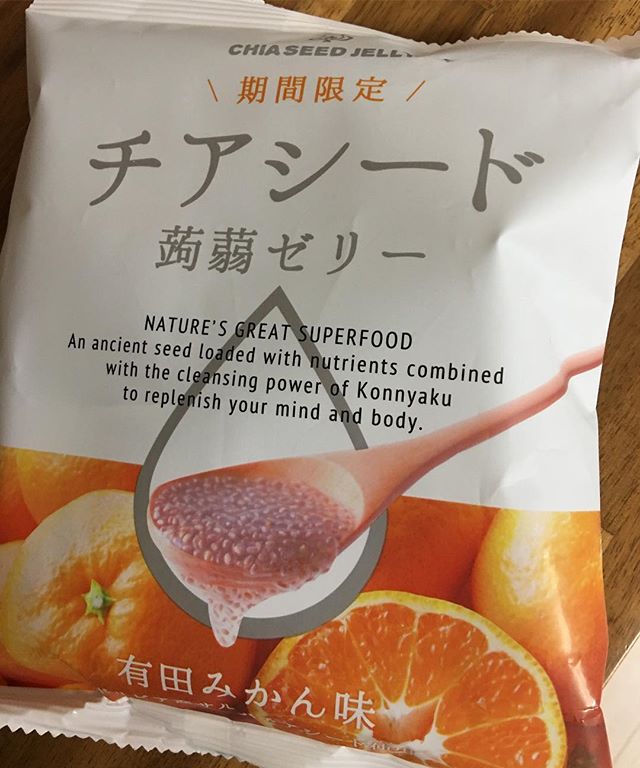 CHIASEED JELLY
\ 期間限定 /
チアシード
蒟蒻ゼリー
NATURE'S GREAT SUPERFOOD
An ancient seed loaded with nutrients combined
with the cleansing power of Konnyaku
to replenish your mind and body.
有田みかん味